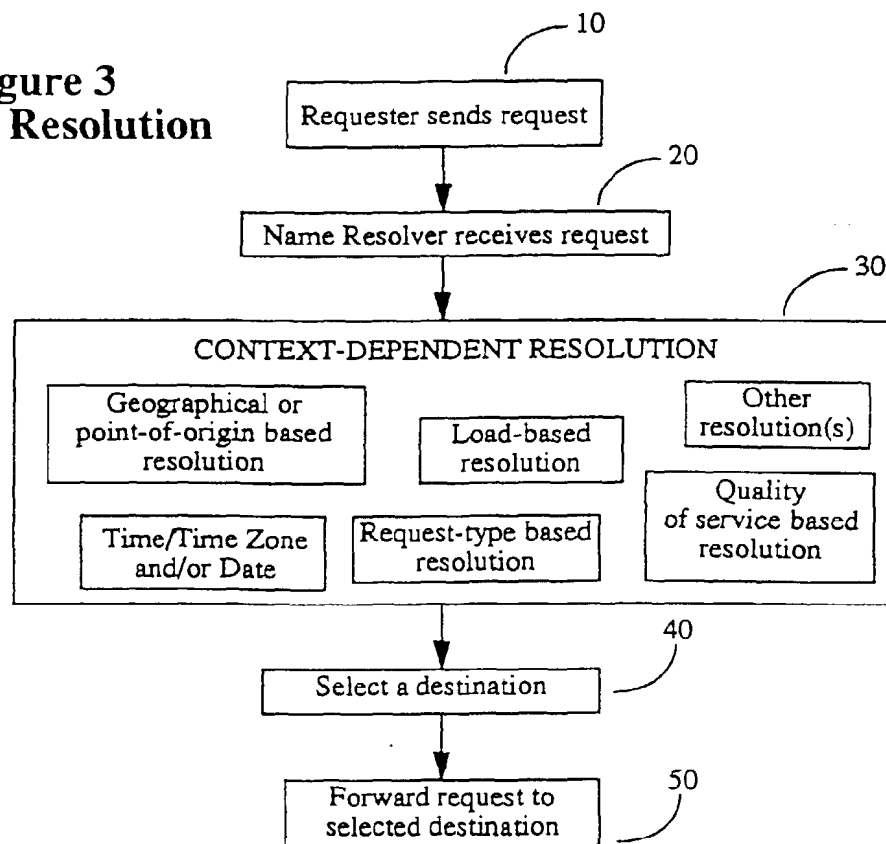 gure 3
Resolution
10
Requester sends request
20
Name Resolver receives request
30
CONTEXT-DEPENDENT RESOLUTION
Geographical or
point-of-origin based
resolution
Load-based
resolution
Other
resolution(s)
Time/Time Zone
and/or Date
Request-type based
resolution
Quality
of service based
resolution
40
Select a destination
50
Forward request to
selected destination